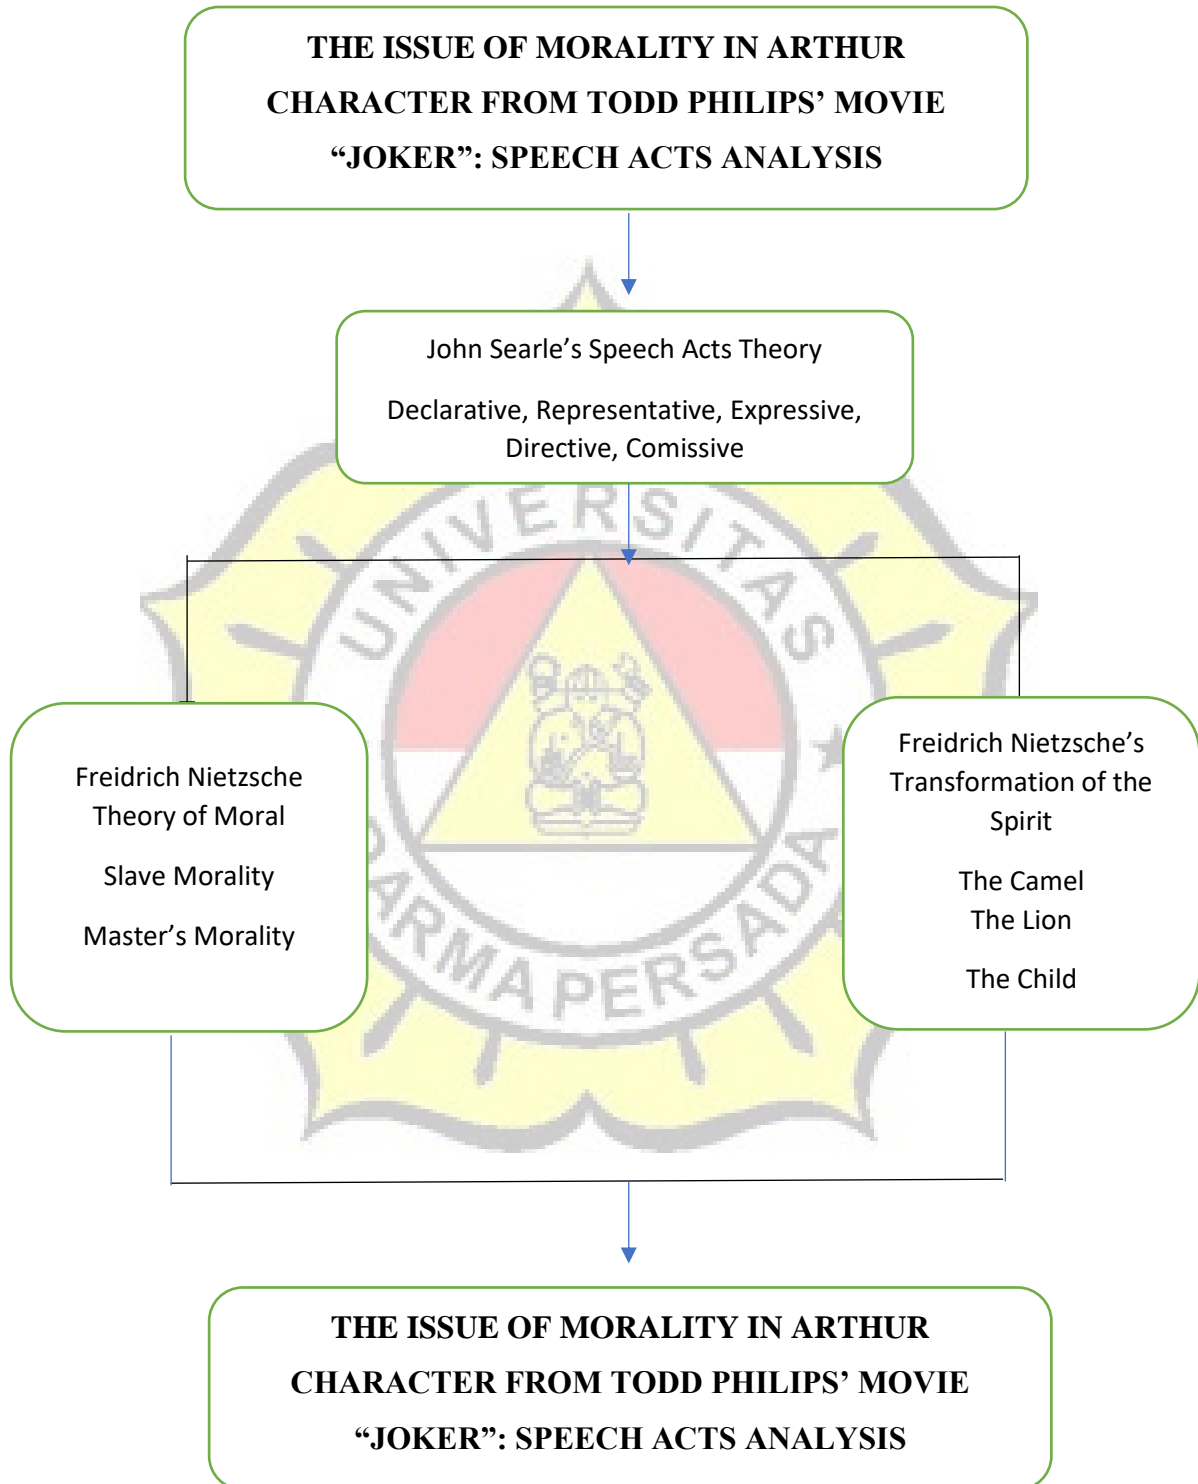 THE ISSUE OF MORALITY IN ARTHUR
CHARACTER FROM TODD PHILIPS’ MOVIE
“JOKER”: SPEECH ACTS ANALYSIS
John Searle’s Speech Acts Theory
Declarative, Representative, Expressive,
Directive, Comissive
UNIVERSITAS
Freidrich Nietzsche
Theory of Moral
Slave Morality
Master’s Morality
Freidrich Nietzsche’s
Transformation of the
Spirit
The Camel
The Lion
The Child
DARMA PERSADA
THE ISSUE OF MORALITY IN ARTHUR
CHARACTER FROM TODD PHILIPS’ MOVIE
“JOKER”: SPEECH ACTS ANALYSIS